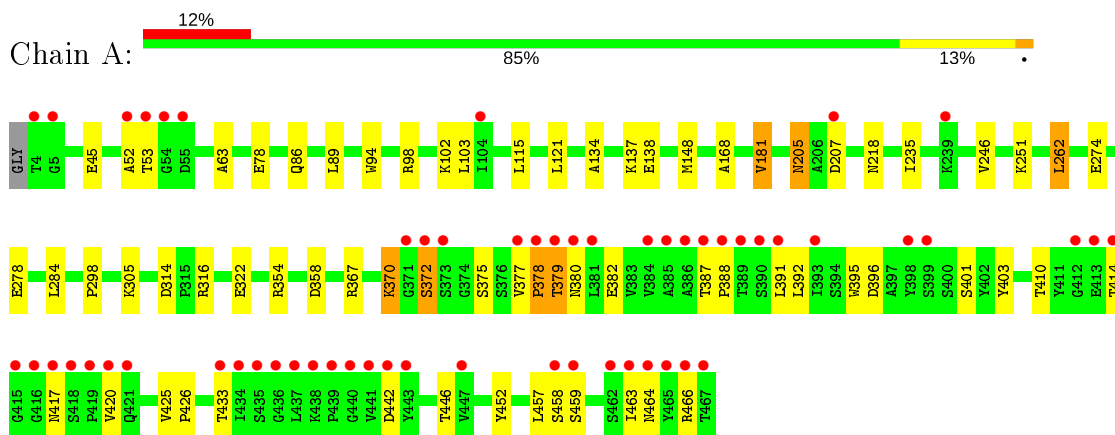 12%
Chain A:
85% 13% •
GLY T4 G5 E45 A52 T53 G54 D55 A63 E78 Q86 L89 W94 R98 K102 L103 I104 L115 L121 A134 K137 E138 M148 A168 V181 N205 A206 D207 N218 I235 K239 V246 K251 L262 E274
E278 L284 P298 K305 D314 P315 R316 E322 R354 D358 R367 K370 G371 S372 S373 G374 S375 S376 V377 P378 I379 N380 L381 E382 V383 V384 A385 A386 T387 P388 T389 S390 L391 L392 I393 S394 W395 D396 A397 Y398 S399 S400 S401 Y402 Y403 T410 Y411 G412 E413 T414
G415 G416 N417 S418 P419 V420 Q421 V425 P426 T433 I434 S435 G436 L437 K438 P439 G440 V441 D442 Y443 T446 V447 Y452 L457 S458 S459 S462 I463 N464 Y465 R466 T467